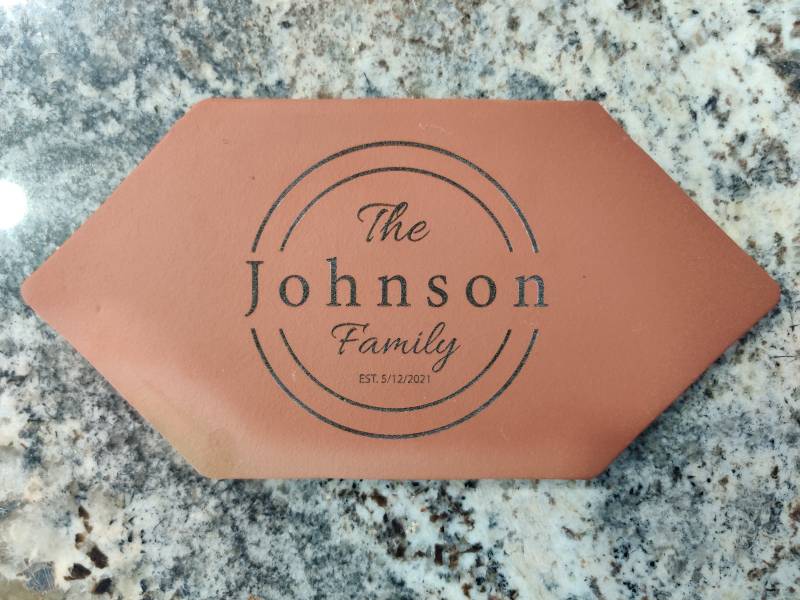 The
Johnson
Family
EST. 5/12/2021